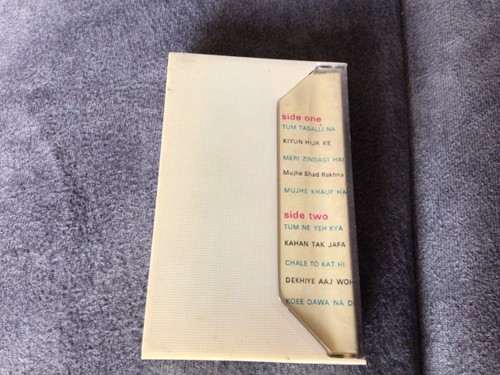 side one
TUM TASALLI NA
KIYUN HIJR KE
MERI ZINDAGI HAI
Mujhe Shad Rakhna
MUJHE KHAUF HA
side two
TUM NE YEH KYA
KAHAN TAK JAFA
CHALE TO KAT HI
DEKHIYE AAJ WOH
KOEE DAWA NA D